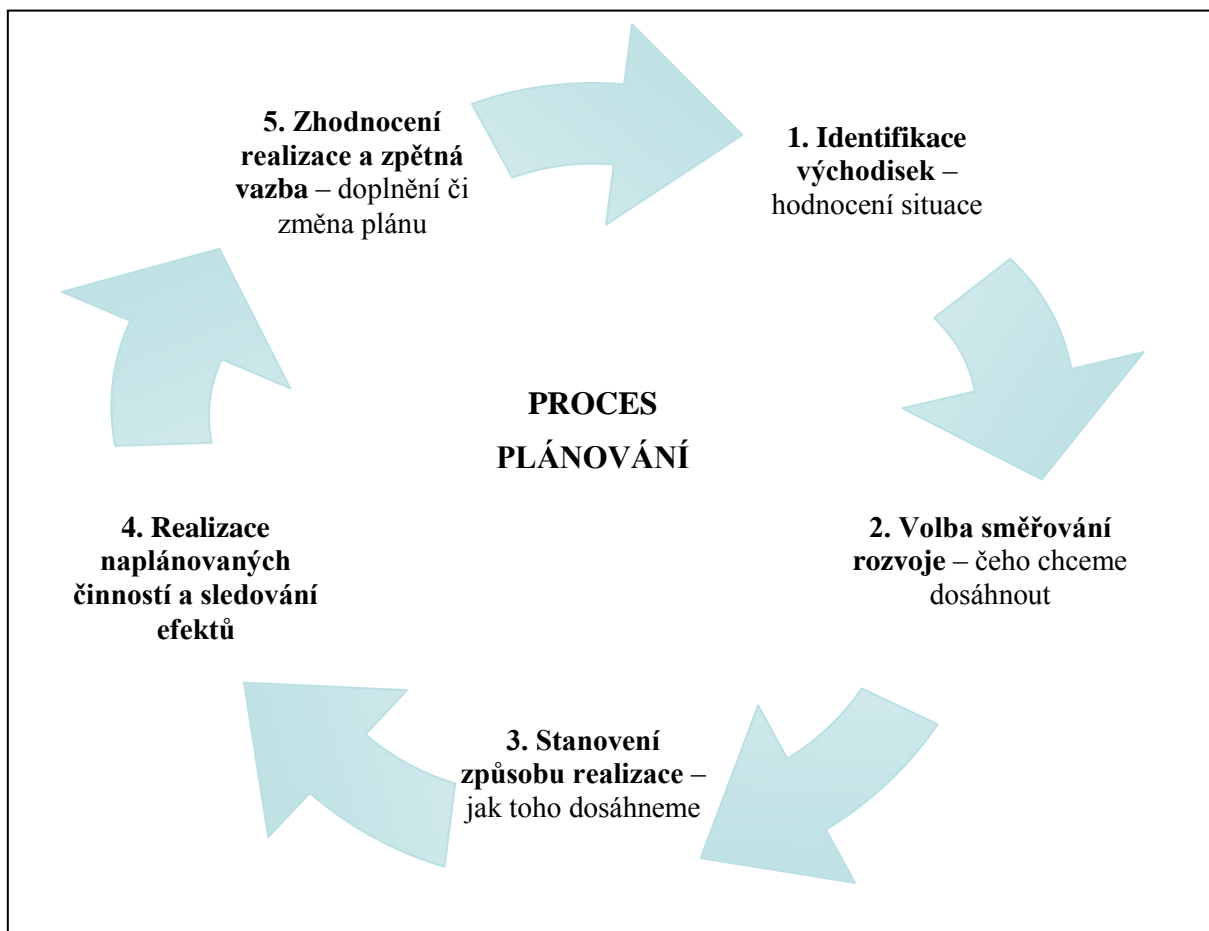 1. Identifikace
východisek –
hodnocení situace
2. Volba směřování
rozvoje – čeho chceme
dosáhnout
3. Stanovení
způsobu realizace –
jak toho dosáhneme
4. Realizace
naplánovaných
činností a sledování
efektů
5. Zhodnocení
realizace a zpětná
vazba – doplnění či
změna plánu
PROCES
PLÁNOVÁNÍ